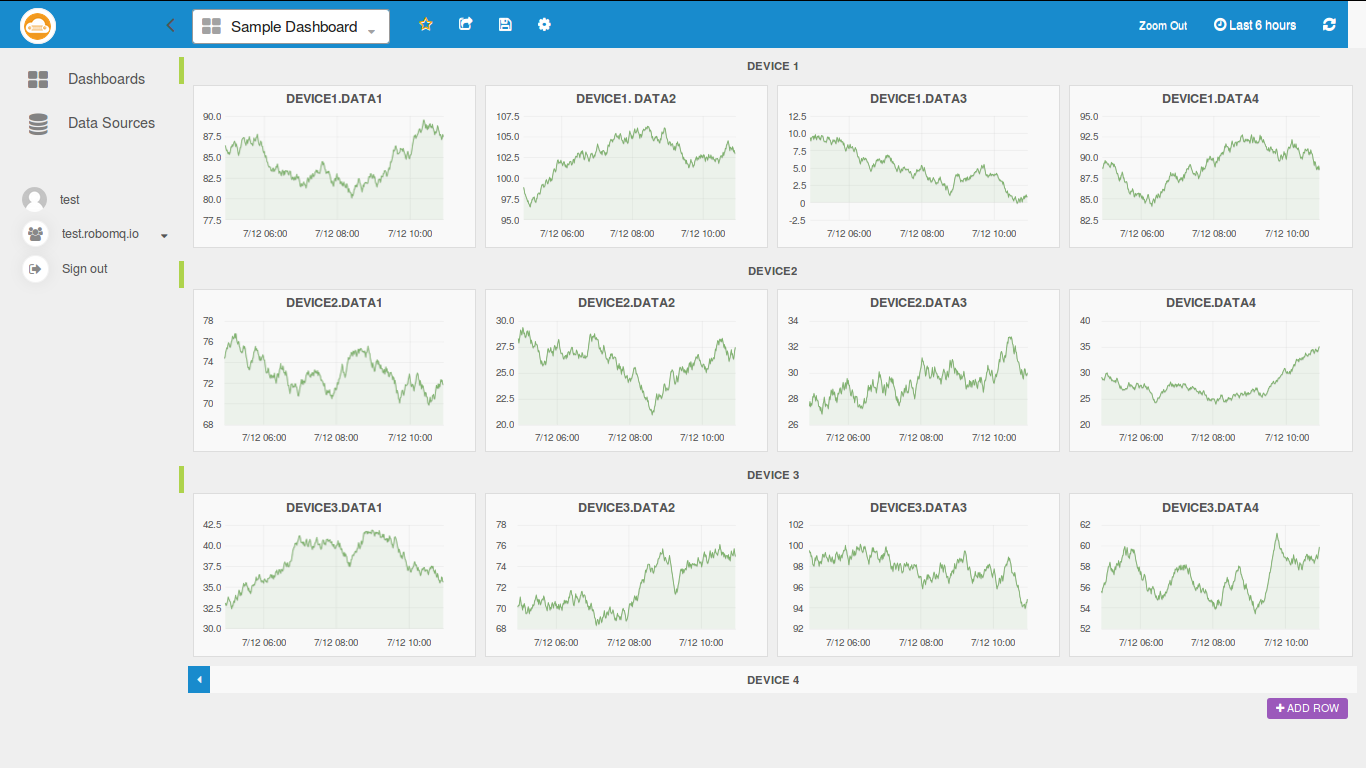 Sample Dashboard
Zoom Out
Last 6 hours
Dashboards
Data Sources
test
test.robomq.io
Sign out
DEVICE 1
DEVICE1.DATA1
90.0
87.5
85.0
82.5
80.0
77.5
7/12 06:00 7/12 08:00 7/12 10:00
DEVICE1. DATA2
107.5
105.0
102.5
100.0
97.5
95.0
7/12 06:00 7/12 08:00 7/12 10:00
DEVICE1.DATA3
12.5
10.0
7.5
5.0
2.5
0
-2.5
7/12 06:00 7/12 08:00 7/12 10:00
DEVICE1.DATA4
95.0
92.5
90.0
87.5
85.0
82.5
7/12 06:00 7/12 08:00 7/12 10:00
DEVICE2
DEVICE2.DATA1
78
76
74
72
70
68
7/12 06:00 7/12 08:00 7/12 10:00
DEVICE2.DATA2
30.0
27.5
25.0
22.5
20.0
7/12 06:00 7/12 08:00 7/12 10:00
DEVICE2.DATA3
34
32
30
28
26
7/12 06:00 7/12 08:00 7/12 10:00
DEVICE.DATA4
40
35
30
25
20
7/12 06:00 7/12 08:00 7/12 10:00
DEVICE 3
DEVICE3.DATA1
42.5
40.0
37.5
35.0
32.5
30.0
7/12 06:00 7/12 08:00 7/12 10:00
DEVICE3.DATA2
78
76
74
72
70
68
7/12 06:00 7/12 08:00 7/12 10:00
DEVICE3.DATA3
102
100
98
96
94
92
7/12 06:00 7/12 08:00 7/12 10:00
DEVICE3.DATA4
62
60
58
56
54
52
7/12 06:00 7/12 08:00 7/12 10:00
DEVICE 4
+ ADD ROW